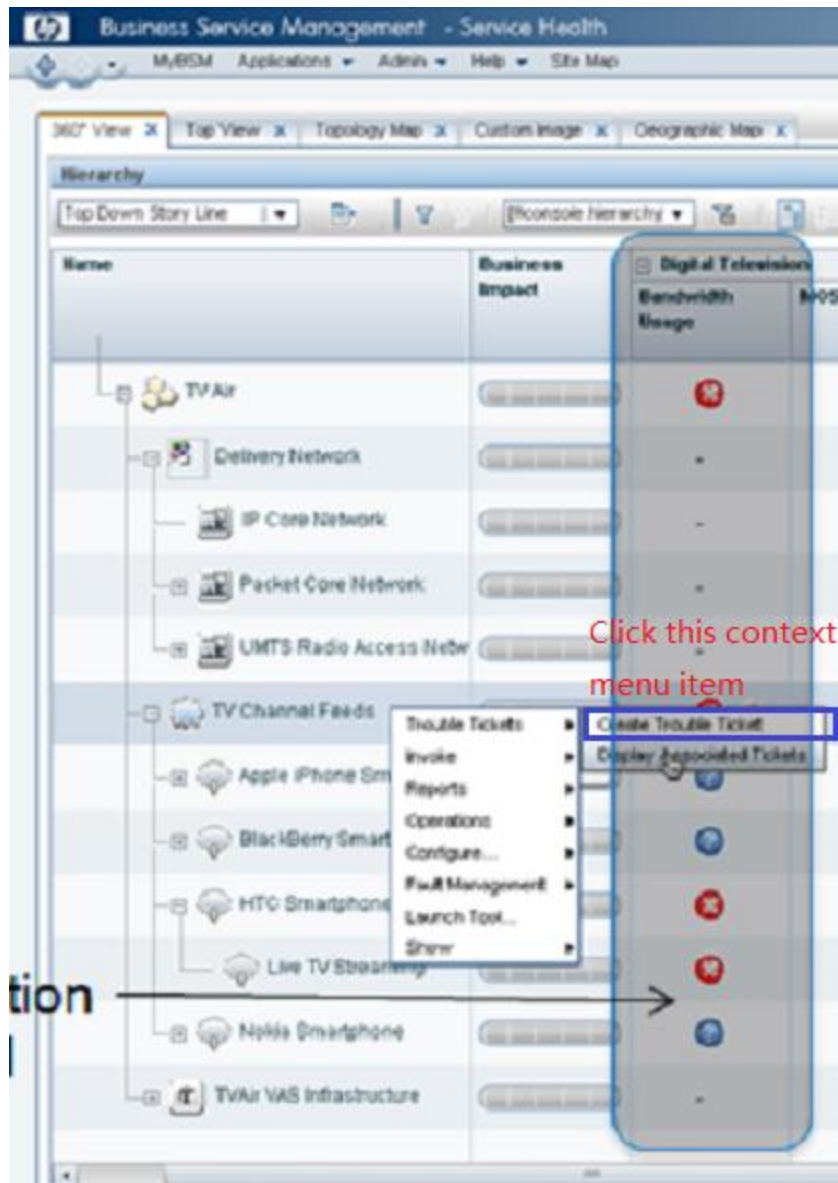 hp Business Service Management - Service Health
MyBSM Applications Admin Help Site Map
360° View X Top View X Topology Map X Custom Image X Geographic Map X
Hierarchy
Top Down Story Line hierarchy
Name Business Impact Digital Television
Bandwidth Usage
TVAir
Delivery Network
IP Core Network
Packet Core Network
UMTS Radio Access Netw
Click this context
menu item
TV Channel Feeds
Trouble Tickets Create Trouble Ticket
Invoke Display Associated Tickets
Apple iPhone Sm
Reports
Operations
BlackBerry Smart
Configure...
Fault Management
HTC Smartphone
Launch Tool...
Show
Live TV Streaming
tion
Nokia Smartphone
TVAir VAS Infrastructure